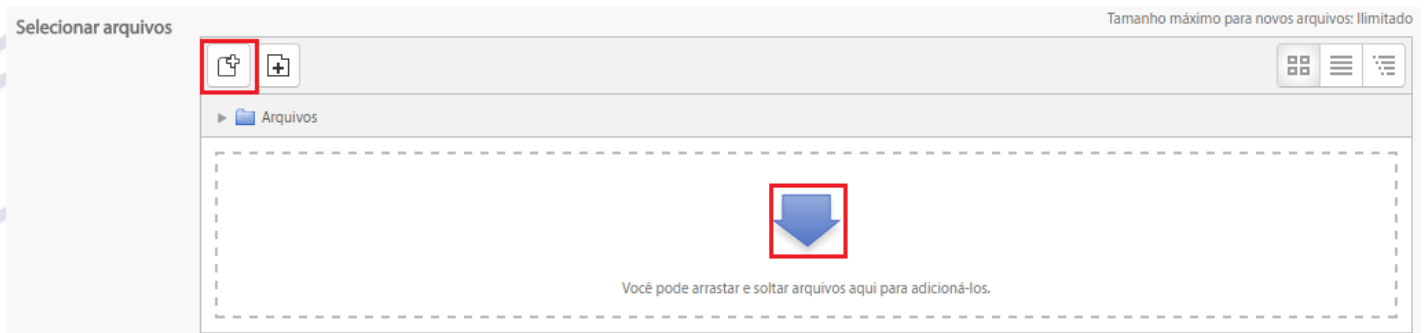 Tamanho máximo para novos arquivos: Ilimitado
Selecionar arquivos
Arquivos
Você pode arrastar e soltar arquivos aqui para adicioná-los.